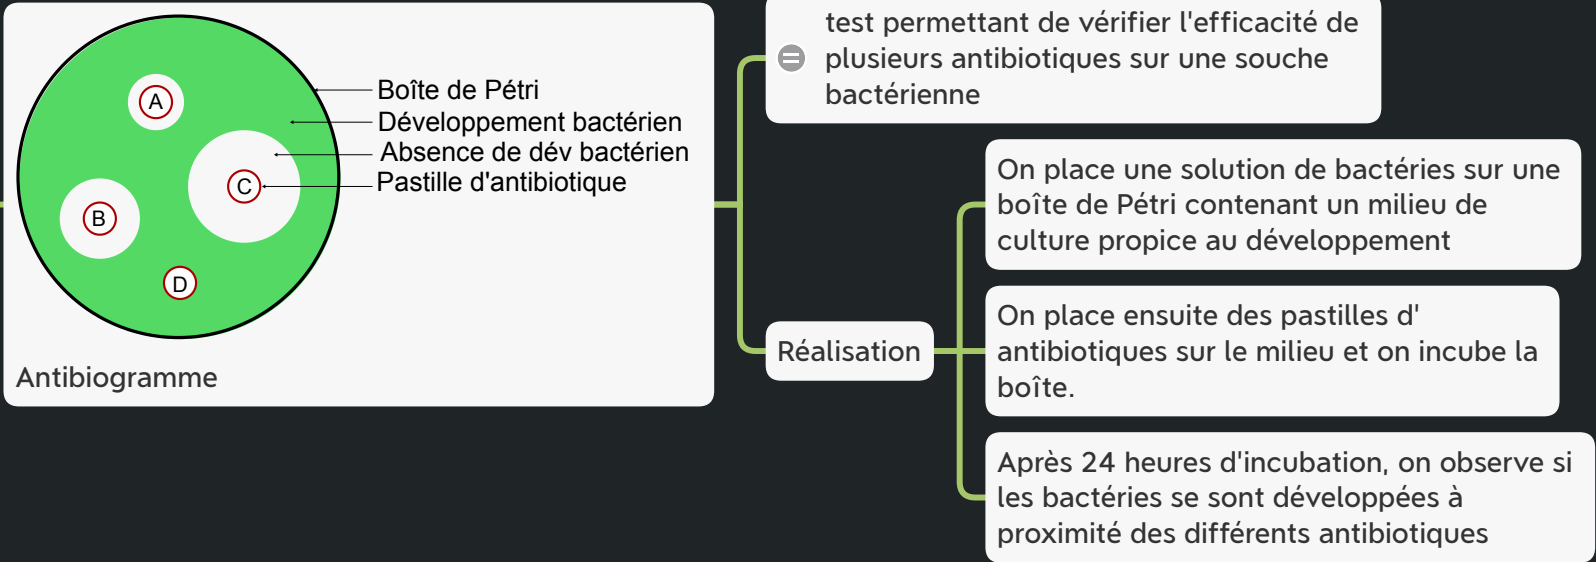 A
B
C
D
Boîte de Pétri
Développement bactérien
Absence de dév bactérien
Pastille d'antibiotique
Antibiogramme
test permettant de vérifier l'efficacité de
plusieurs antibiotiques sur une souche
bactérienne
Réalisation
On place une solution de bactéries sur une
boîte de Pétri contenant un milieu de
culture propice au développement
On place ensuite des pastilles d'
antibiotiques sur le milieu et on incube la
boîte.
Après 24 heures d'incubation, on observe si
les bactéries se sont développées à
proximité des différents antibiotiques